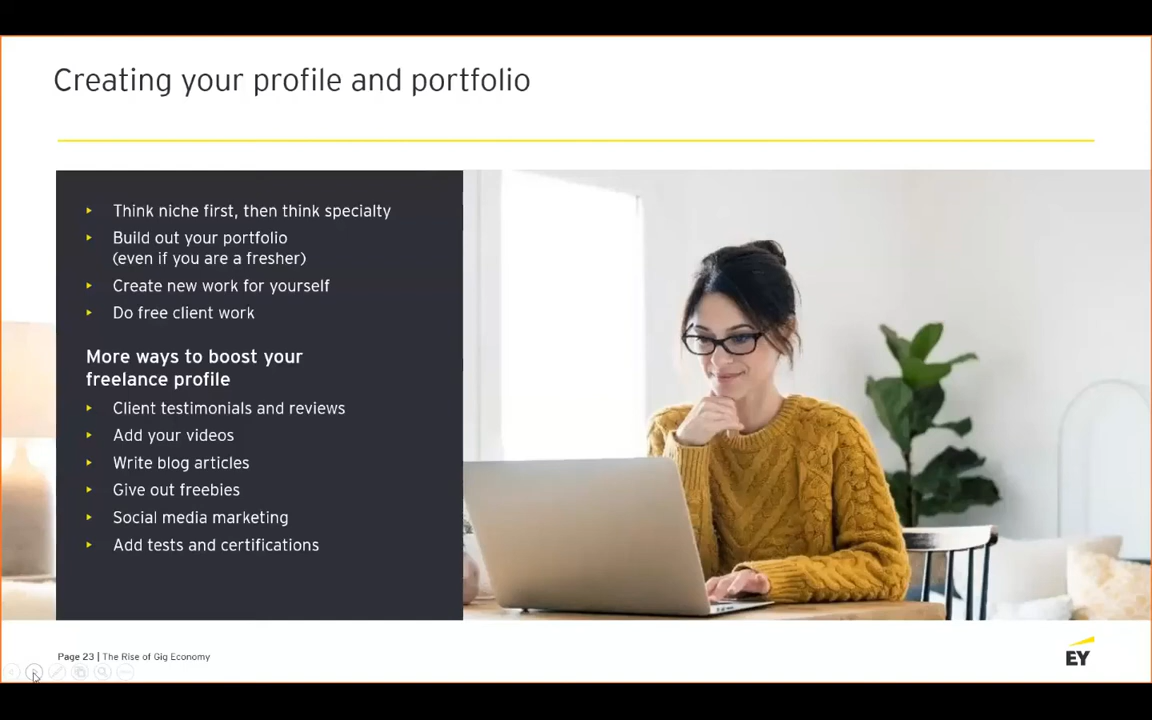 Creating your profile and portfolio
Think niche first, then think specialty
Build out your portfolio
(even if you are a fresher)
Create new work for yourself
Do free client work
More ways to boost your
freelance profile
Client testimonials and reviews
Add your videos
Write blog articles
Give out freebies
Social media marketing
Add tests and certifications
Page 23 | The Rise of Gig Economy
EY